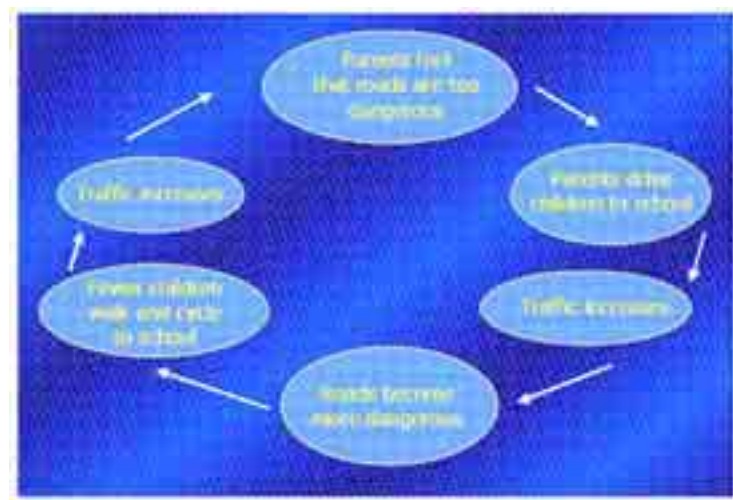 Parents feel
that roads are too
dangerous
Parents drive
children to school
Traffic increases
Roads become
more dangerous
Fewer children
walk and cycle
to school
Traffic increases